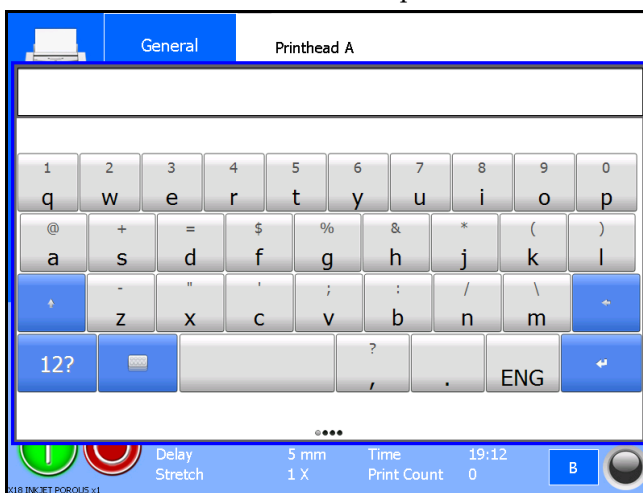 General Printhead A
1 2 3 4 5 6 7 8 9 0
q w e r t y u i o p
@ + = $ % & * ( )
a s d f g h j k l
- " ' ; : / \
z x c v b n m
12? ? , . ENG
Delay 5 mm Time 19:12
Stretch 1 X Print Count 0
B
X18 INKJET POROUS x1